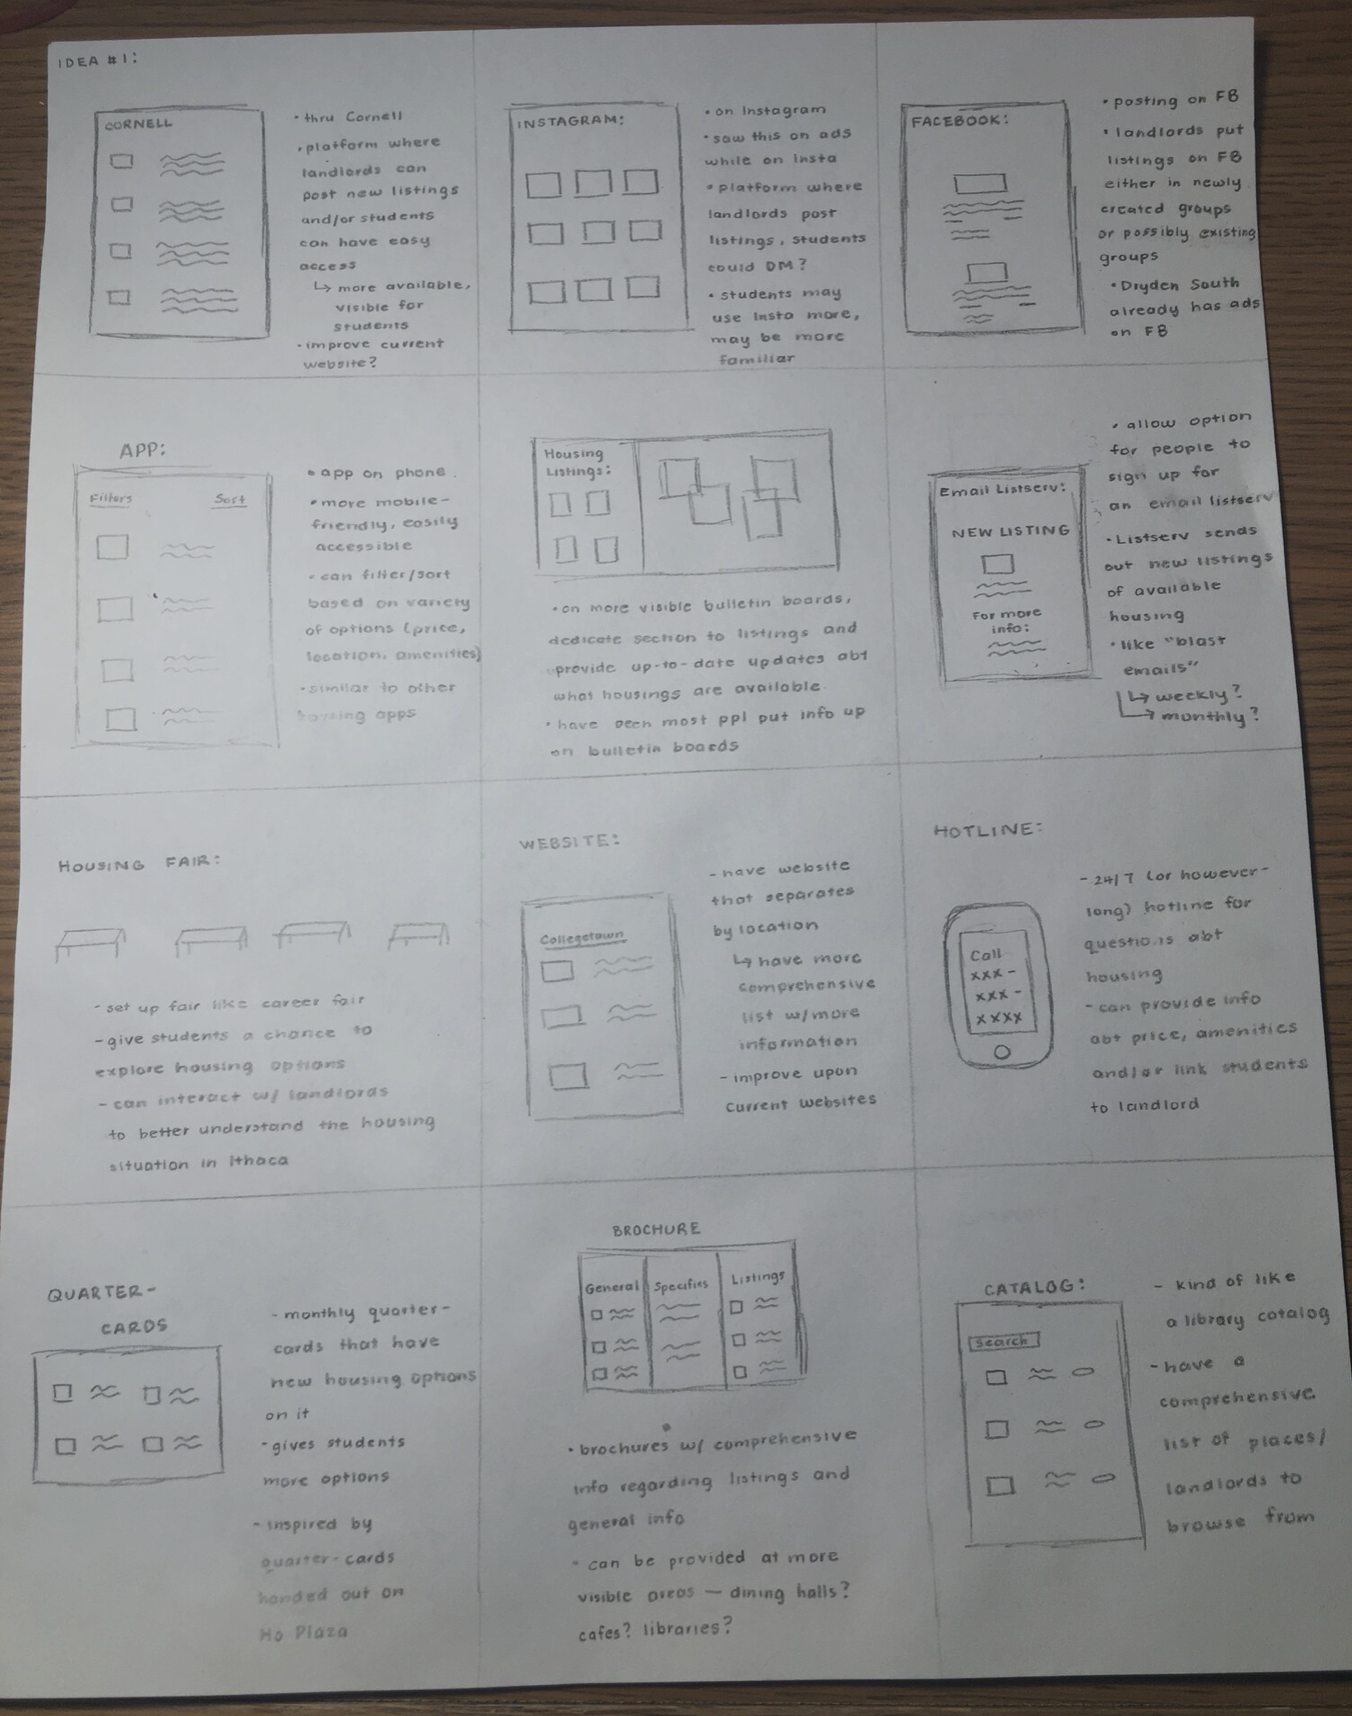 IDEA #1:
CORNELL
• thru Cornell
• platform where
landlords can
post new listings
and/or students
can have easy
access
↳ more available,
visible for
students
• improve current
website?
INSTAGRAM:
• on Instagram
• saw this on ads
while on Insta
• platform where
landlords post
listings, students
could DM?
• students may
use Insta more,
may be more
familiar
FACEBOOK:
• posting on FB
• landlords put
listings on FB
either in newly
created groups
or possibly existing
groups
• Dryden South
already has ads
on FB
APP:
Filters Sort
• app on phone
• more mobile-
friendly, easily
accessible
• can filter/sort
based on variety
of options (price,
location, amenities)
• similar to other
housing apps
Housing
Listings:
• on more visible bulletin boards,
dedicate section to listings and
provide up-to-date updates abt
what housings are available
• have seen most ppl put info up
on bulletin boards
Email Listserv:
NEW LISTING
For more
info:
• allow option
for people to
sign up for
an email listserv
• Listserv sends
out new listings
of available
housing
• like "blast
emails"
↳ weekly?
↳ monthly?
HOUSING FAIR:
- set up fair like career fair
- give students a chance to
explore housing options
- can interact w/ landlords
to better understand the housing
situation in Ithaca
WEBSITE:
Collegetown
- have website
that separates
by location
↳ have more
comprehensive
list w/more
information
- improve upon
current websites
HOTLINE:
Call
xxx -
xxx -
xxxx
- 24/7 (or however-
long) hotline for
questions abt
housing
- can provide info
abt price, amenities
and/or link students
to landlord
QUARTER-
CARDS
- monthly quarter-
cards that have
new housing options
on it
- gives students
more options
- inspired by
quarter-cards
handed out on
Ho Plaza
BROCHURE
General Specifics Listings
• brochures w/ comprehensive
info regarding listings and
general info
• can be provided at more
visible areas — dining halls?
cafes? libraries?
CATALOG:
Search
- kind of like
a library catalog
- have a
comprehensive
list of places/
landlords to
browse from